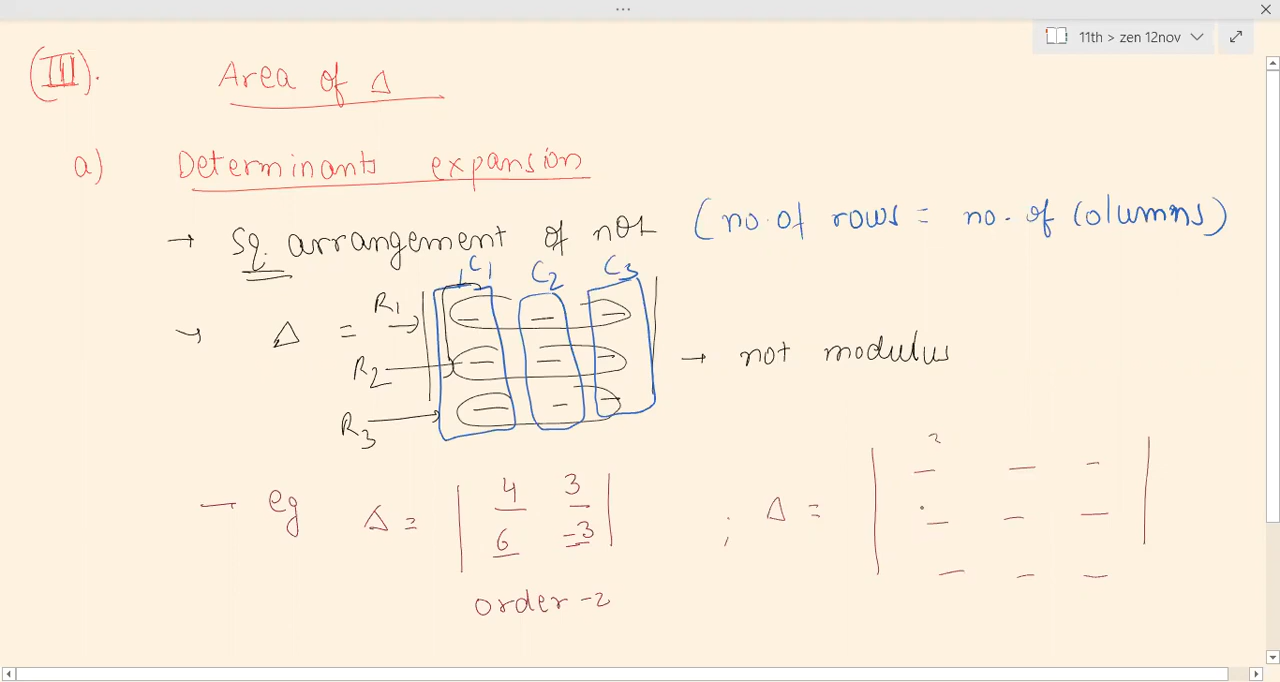 11th > zen 12nov
(III). Area of Δ
a) Determinants expansion
→ Sq. arrangement of no. (no. of rows = no. of columns)
C1 C2 C3
→ Δ = R1 → | – – – |
R2 – – – → not modulus
R3 – – –
→ eg Δ = | 4 3 | ; Δ = | 2 – – |
6 -3 – – –
order - 2 – – –